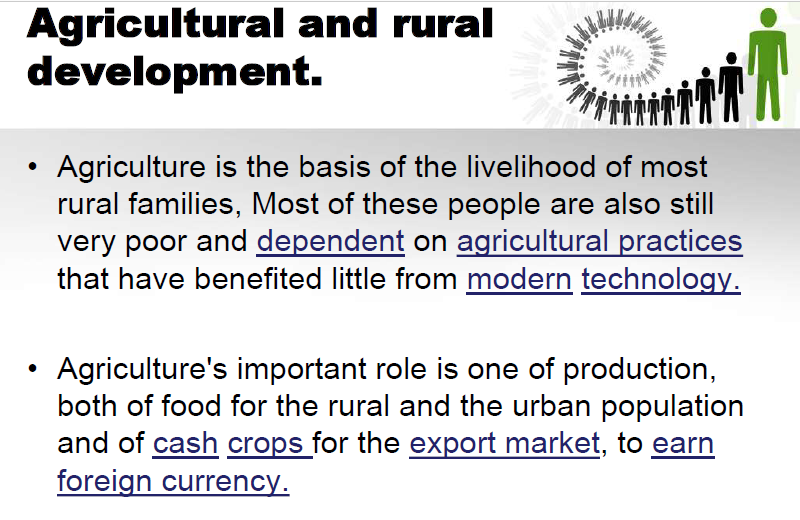 Agricultural and rural
development.
• Agriculture is the basis of the livelihood of most
rural families, Most of these people are also still
very poor and dependent on agricultural practices
that have benefited little from modern technology.
• Agriculture's important role is one of production,
both of food for the rural and the urban population
and of cash crops for the export market, to earn
foreign currency.